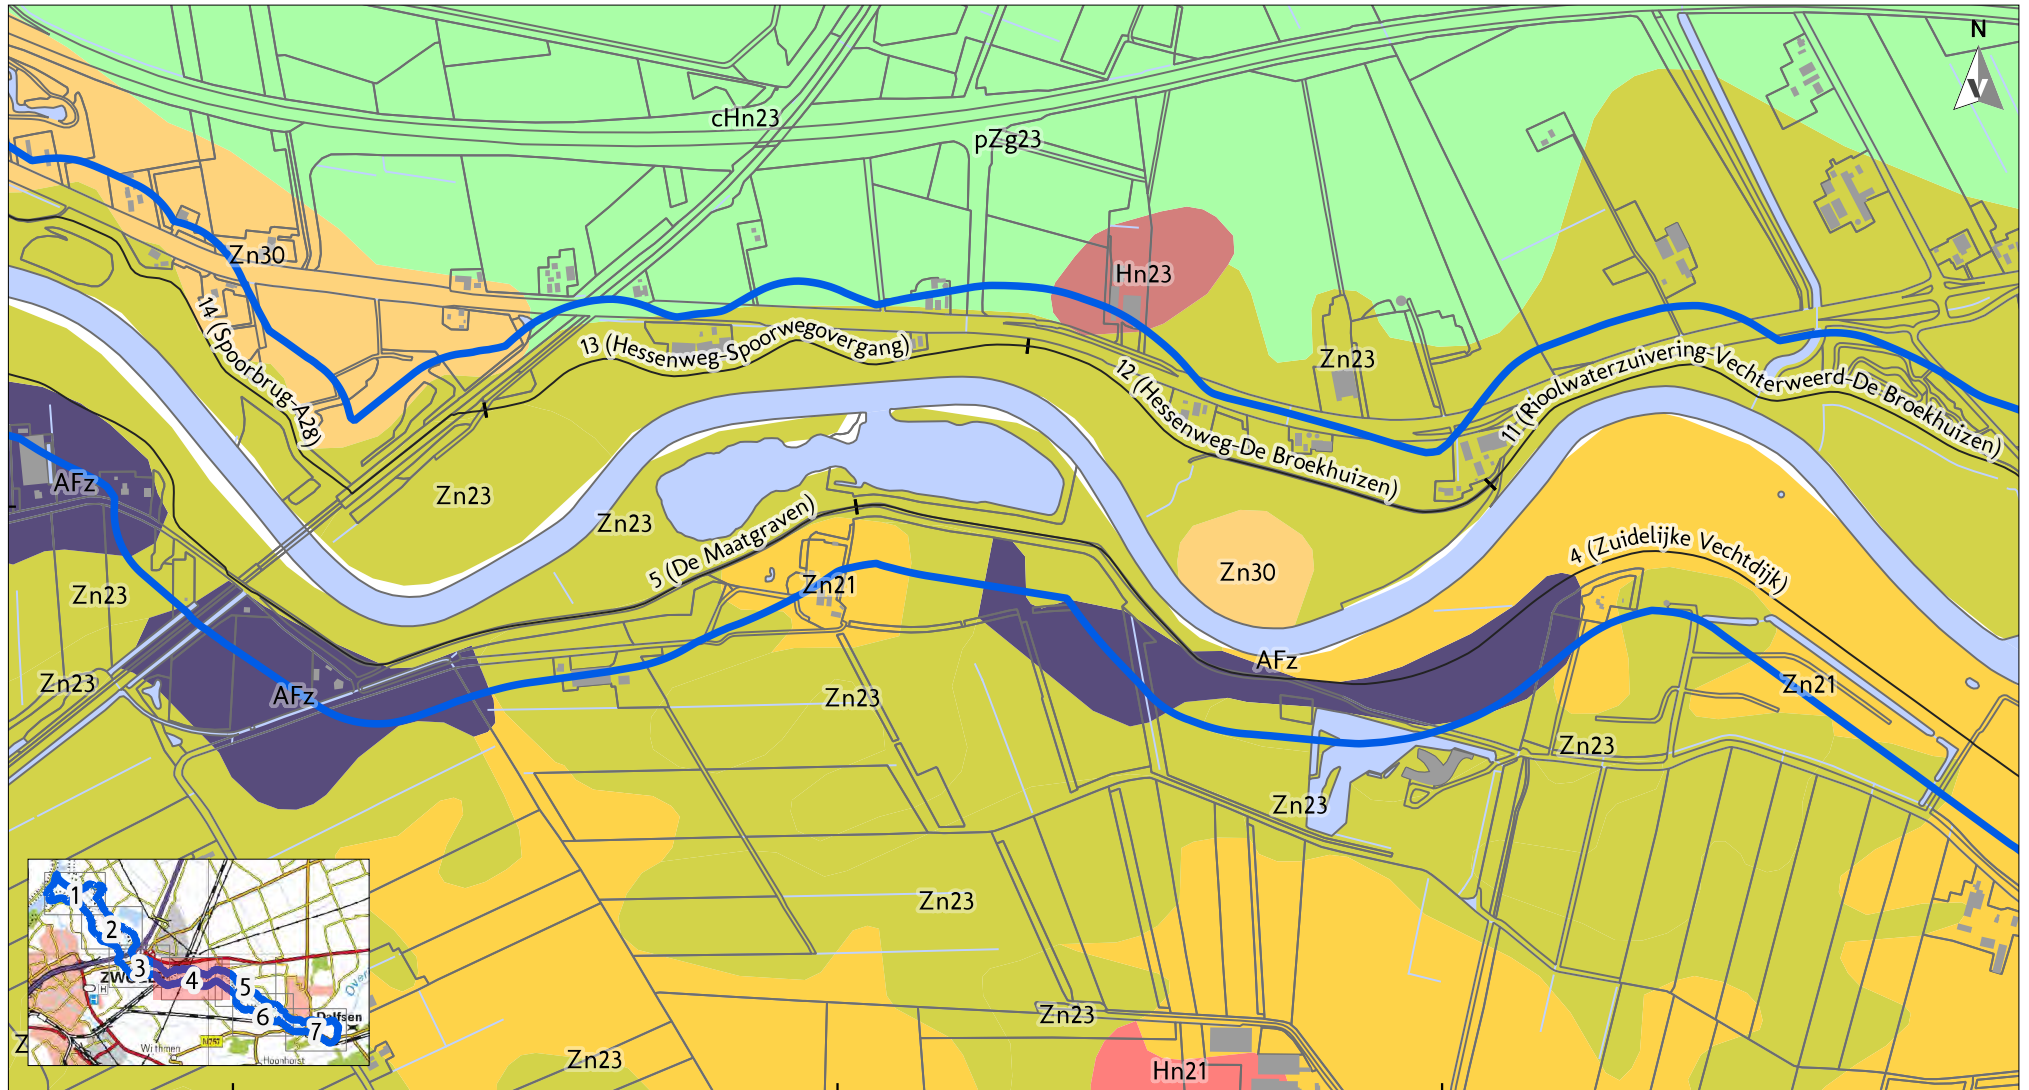 N
cHn23
pZg23
Zn30
Hn23
14 (Spoorbrug-A28)
13 (Hessenweg-Spoorwegovergang)
12 (Hessenweg-De Broekhuizen)
Zn23
11 (Rioolwaterzuivering-Vechterweerd-De Broekhuizen)
AFz
Zn23
Zn23
5 (De Maatgraven)
4 (Zuidelijke Vechtdijk)
Zn30
Zn21
Zn23
AFz
Zn23
AFz
Zn23
Zn21
Zn23
Zn23
Zn23
Zn23
Zn23
Hn21
1
2
3
4
5
6
7
Dalfsen
Withmen
N757
Hoonhorst
H
Z